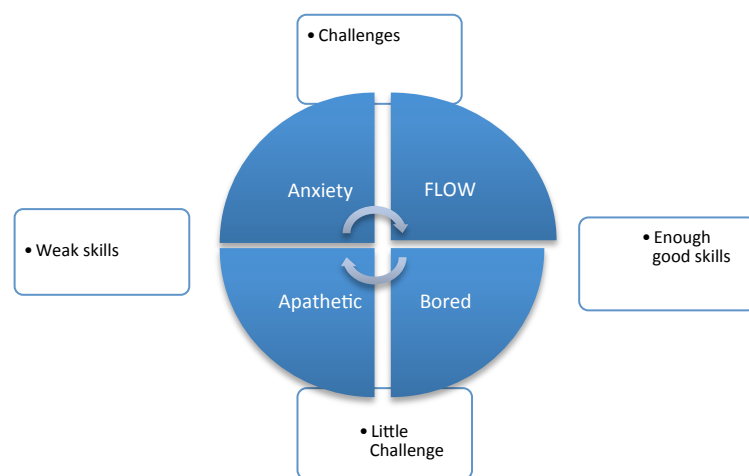 • Challenges
Anxiety
FLOW
• Weak skills
• Enough
good skills
Apathetic
Bored
• Little
Challenge